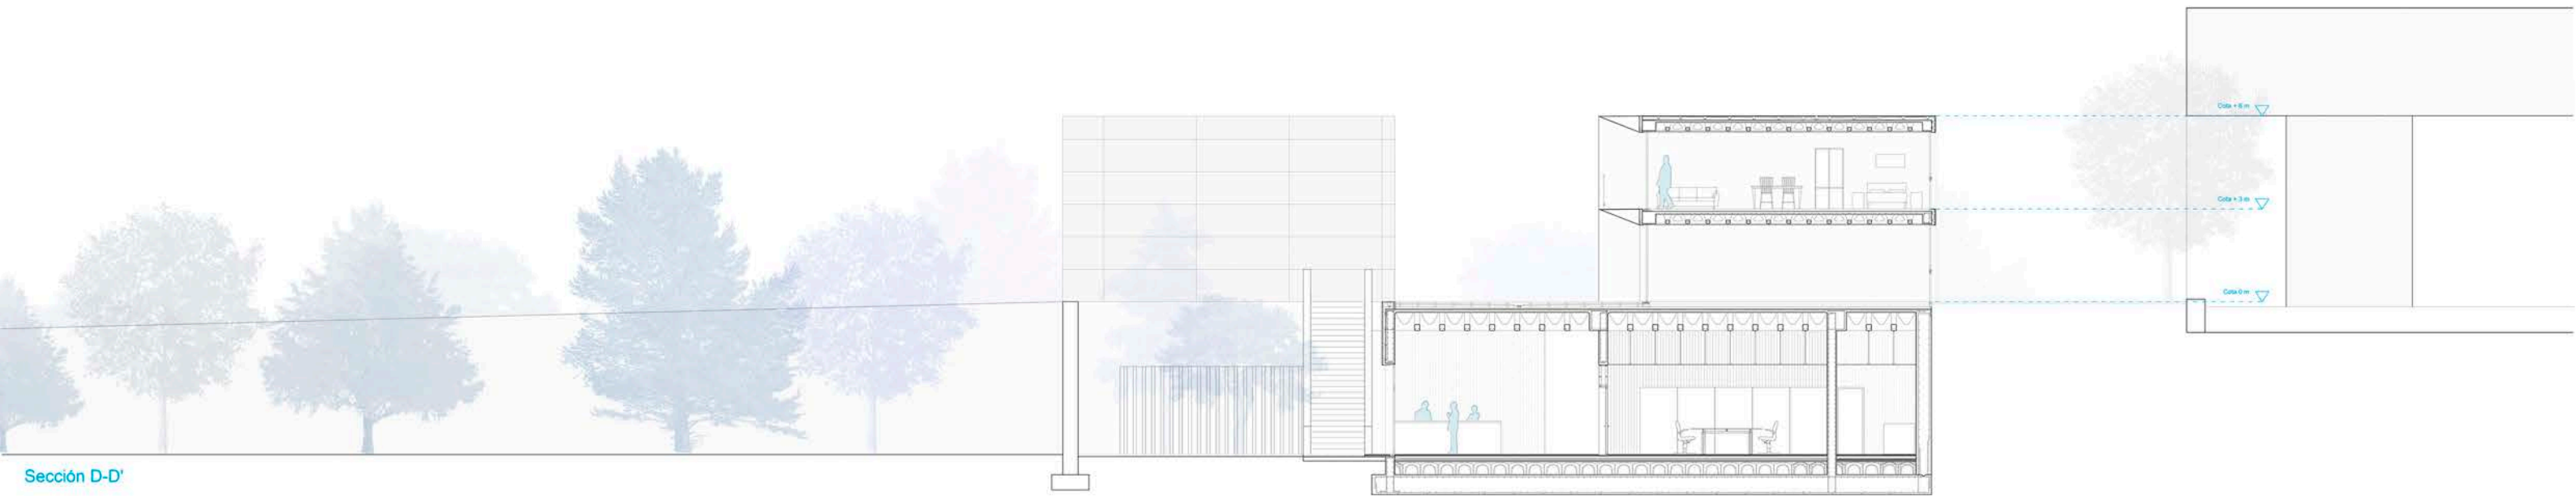 Cota + 6 m
Cota + 3 m
Cota 0 m
Sección D-D'